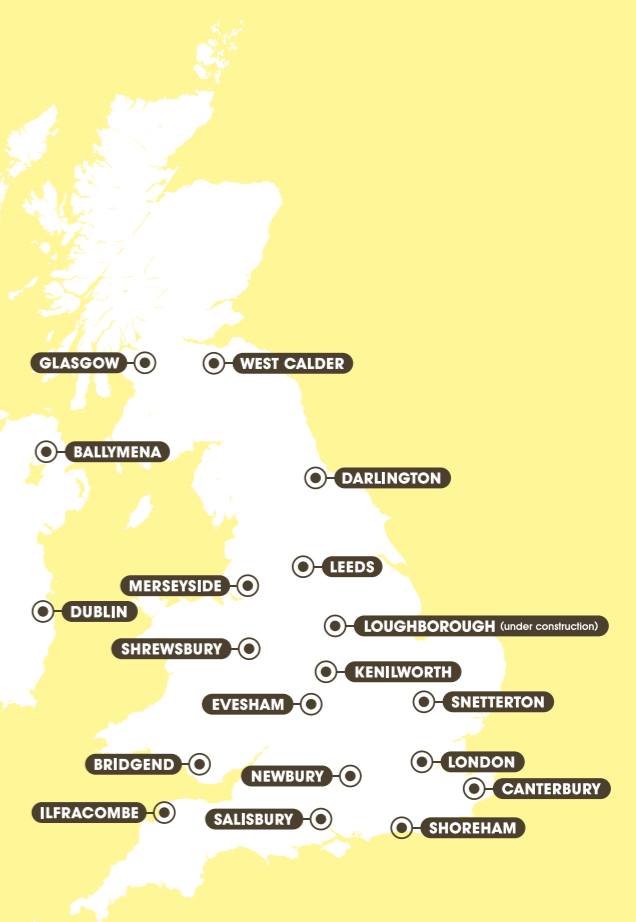 GLASGOW
WEST CALDER
BALLYMENA
DARLINGTON
LEEDS
MERSEYSIDE
DUBLIN
LOUGHBOROUGH (under construction)
SHREWSBURY
KENILWORTH
EVESHAM
SNETTERTON
BRIDGEND
LONDON
NEWBURY
CANTERBURY
ILFRACOMBE
SALISBURY
SHOREHAM